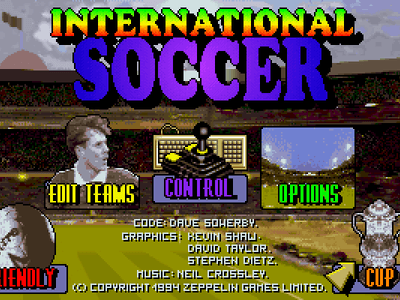 INTERNATIONAL
SOCCER
EDIT TEAMS
CONTROL
OPTIONS
FRIENDLY
CUP
CODE: DAVE SOWERBY.
GRAPHICS: KEVIN SHAW.
DAVID TAYLOR.
STEPHEN DIETZ.
MUSIC: NEIL CROSSLEY.
(C) COPYRIGHT 1994 ZEPPELIN GAMES LIMITED.